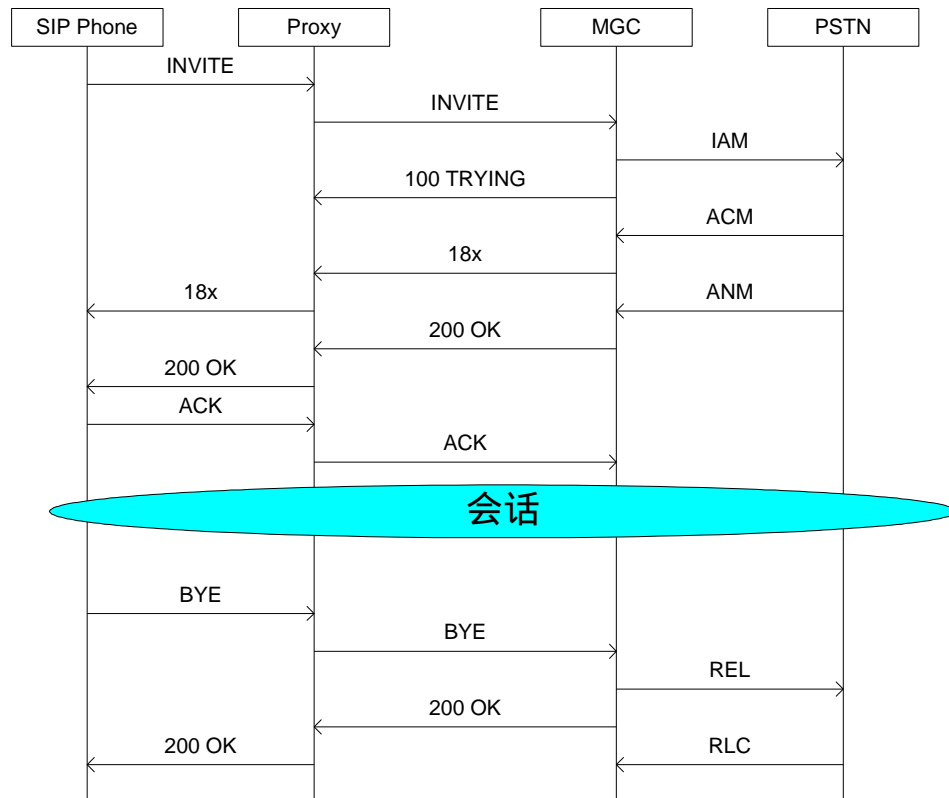 SIP Phone
Proxy
MGC
PSTN
INVITE
INVITE
IAM
100 TRYING
ACM
18x
18x
ANM
200 OK
200 OK
ACK
ACK
会话
BYE
BYE
REL
200 OK
200 OK
RLC